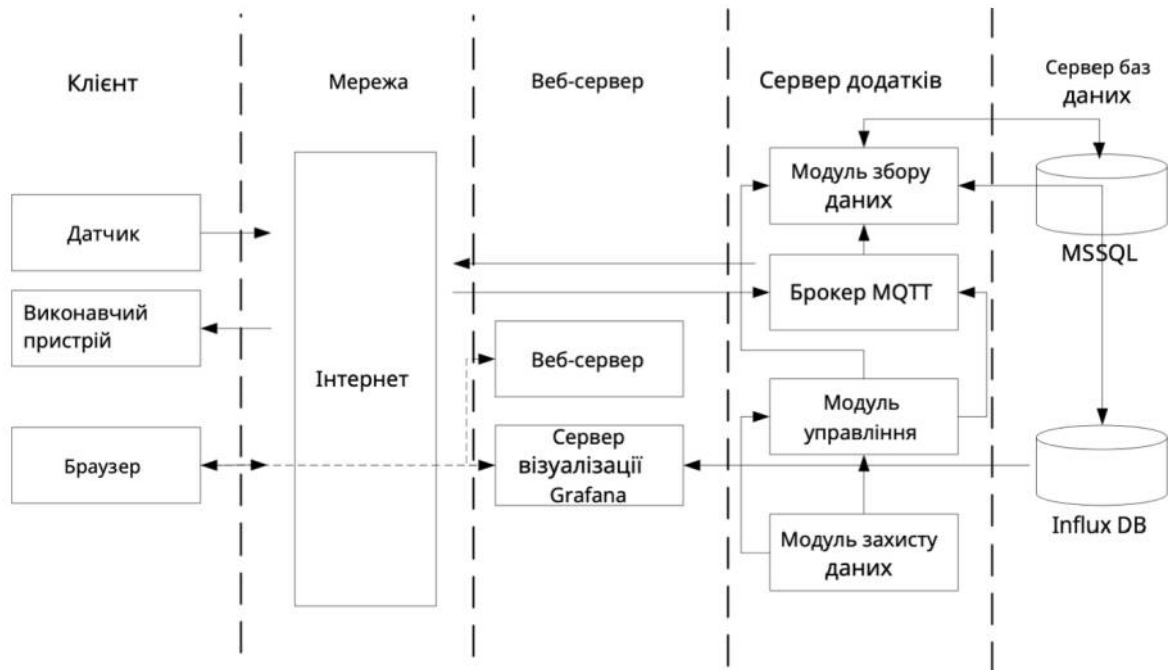 Клієнт
Мережа
Веб-сервер
Сервер додатків
Сервер баз
даних
Датчик
Виконавчий
пристрій
Браузер
Інтернет
Веб-сервер
Сервер
візуалізації
Grafana
Модуль збору
даних
Брокер MQTT
Модуль
управління
Модуль захисту
даних
MSSQL
Influx DB